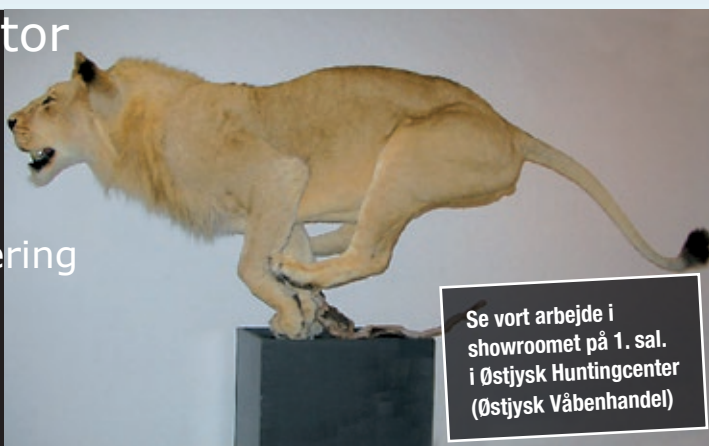 tor
ering
Se vort arbejde i
showroomet på 1. sal.
i Østjysk Huntingcenter
(Østjysk Våbenhandel)